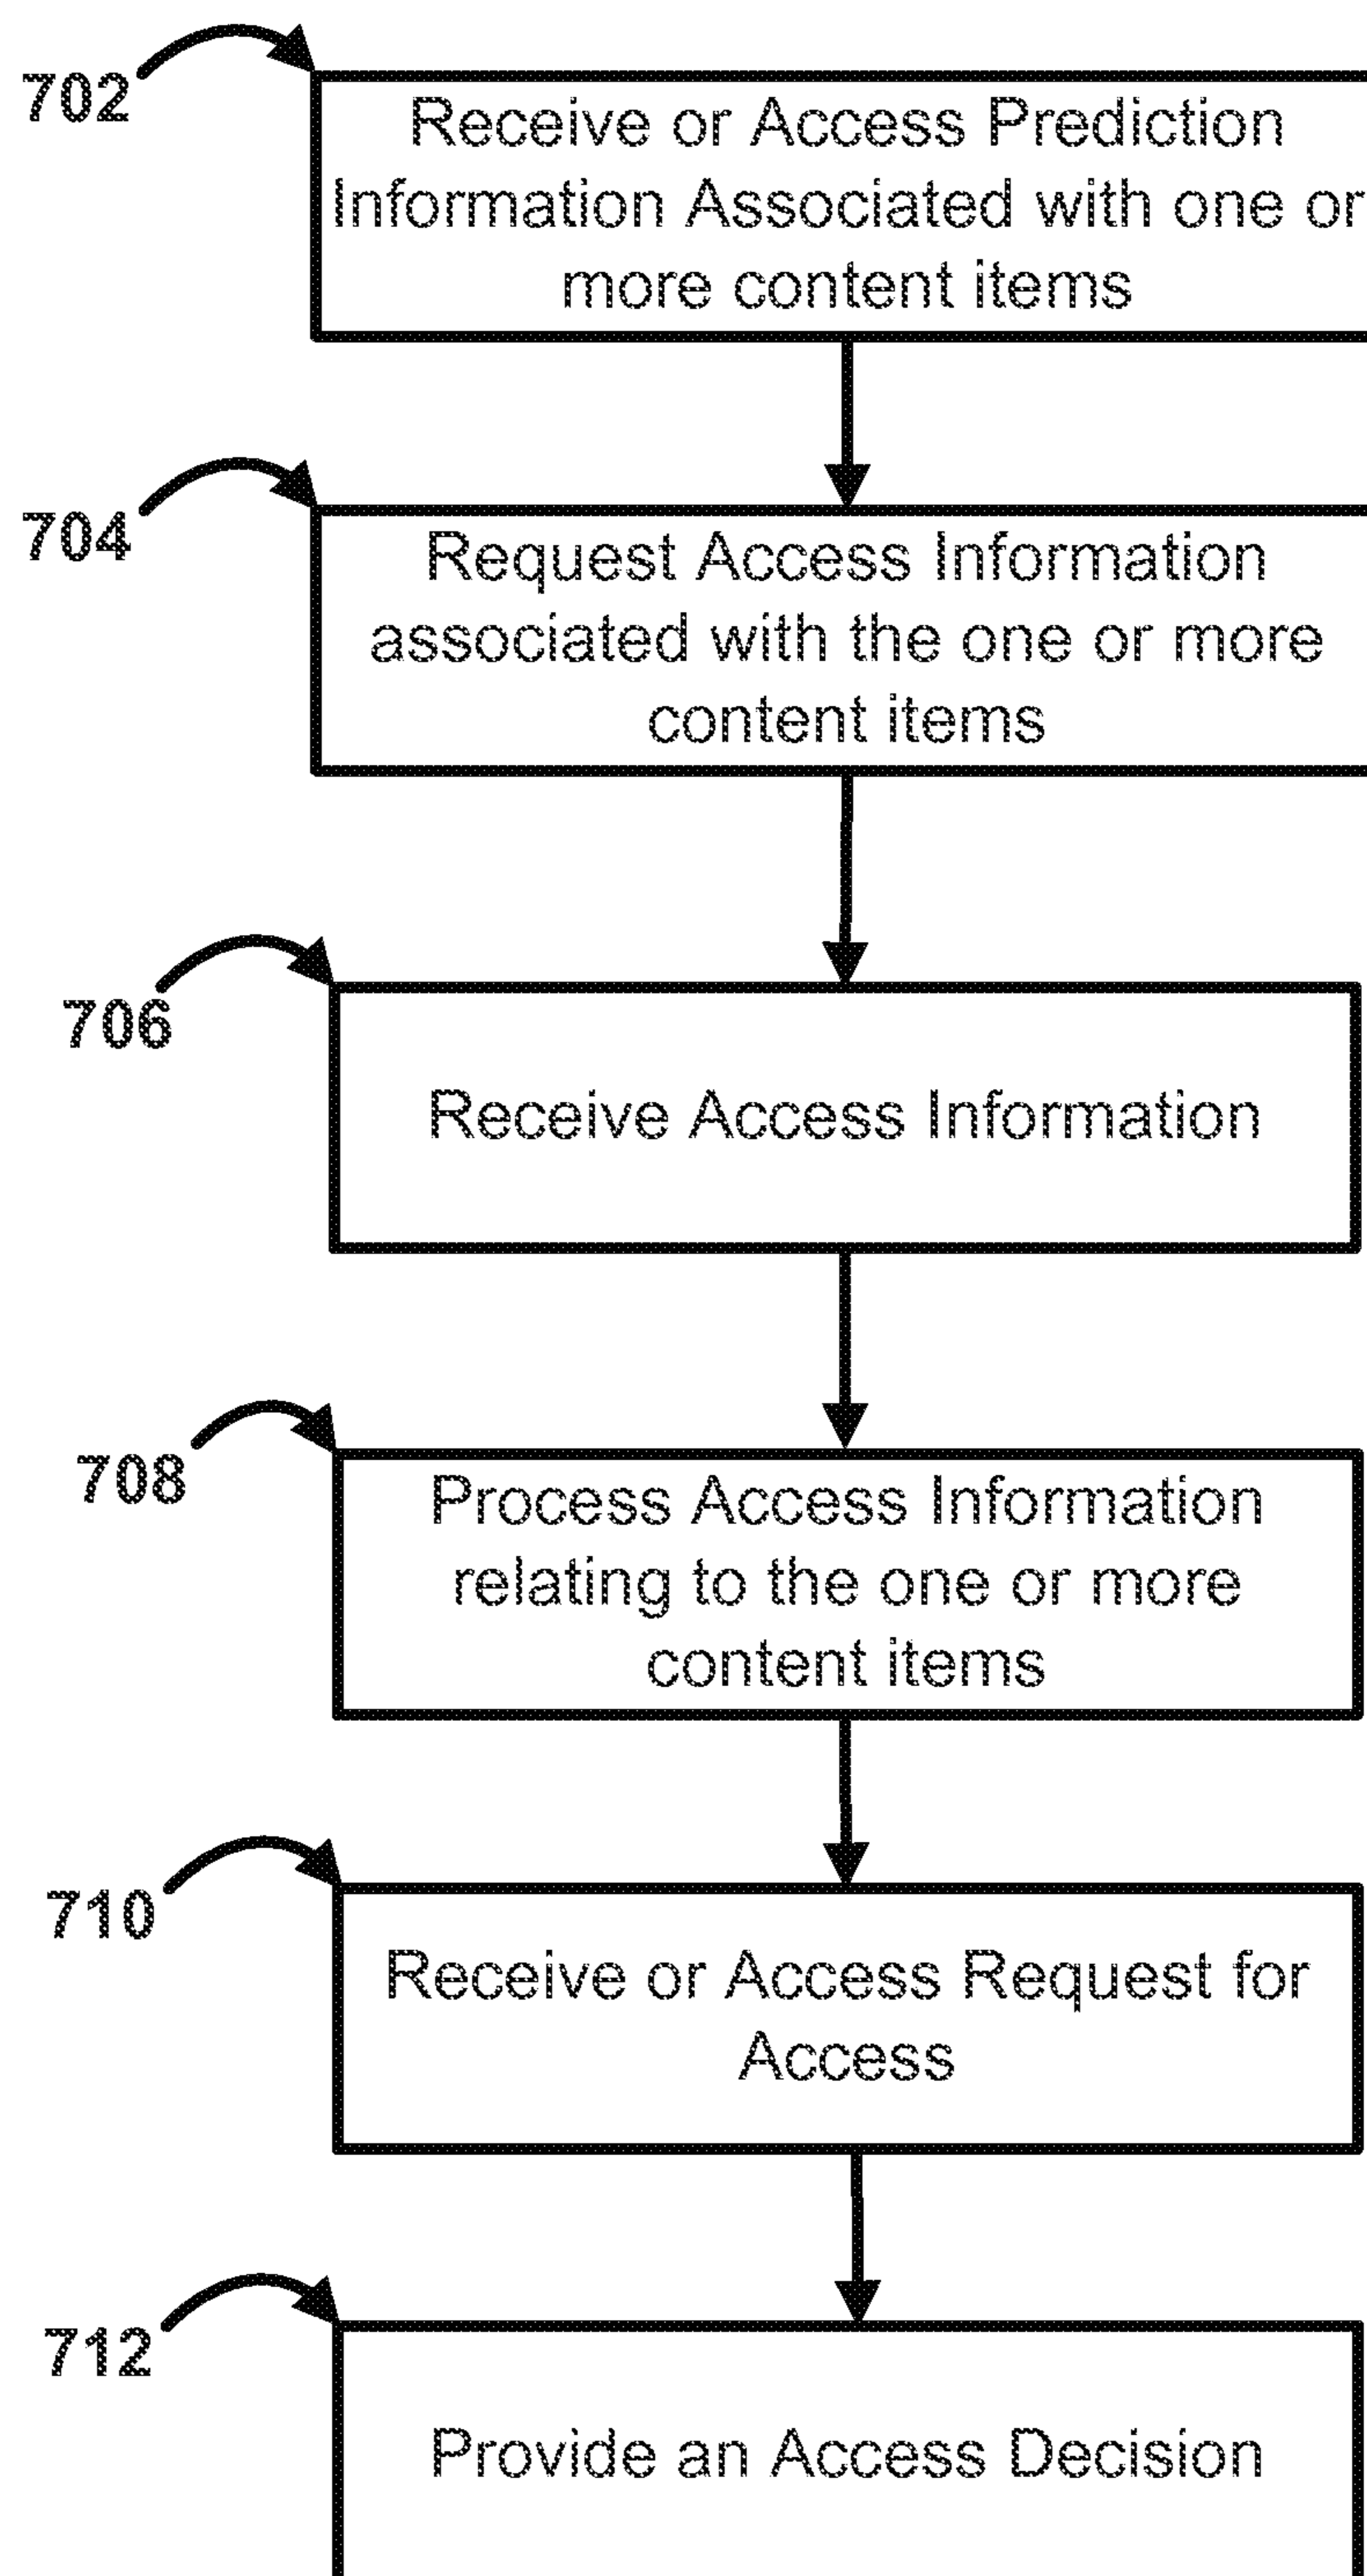 702
Receive or Access Prediction
Information Associated with one or
more content items
704
Request Access Information
associated with the one or more
content items
706
Receive Access Information
708
Process Access Information
relating to the one or more
content items
710
Receive or Access Request for
Access
712
Provide an Access Decision